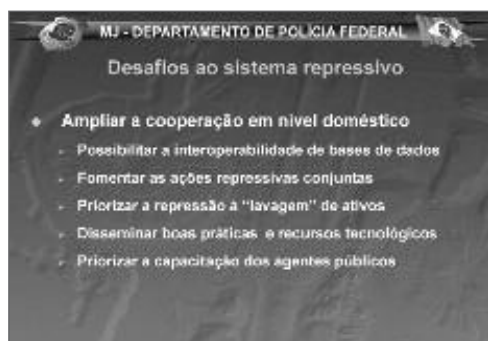 MJ - DEPARTAMENTO DE POLÍCIA FEDERAL
Desafios ao sistema repressivo
Ampliar a cooperação em nível doméstico
Possibilitar a interoperabilidade de bases de dados
Fomentar as ações repressivas conjuntas
Priorizar a repressão à "lavagem" de ativos
Disseminar boas práticas e recursos tecnológicos
Priorizar a capacitação dos agentes públicos